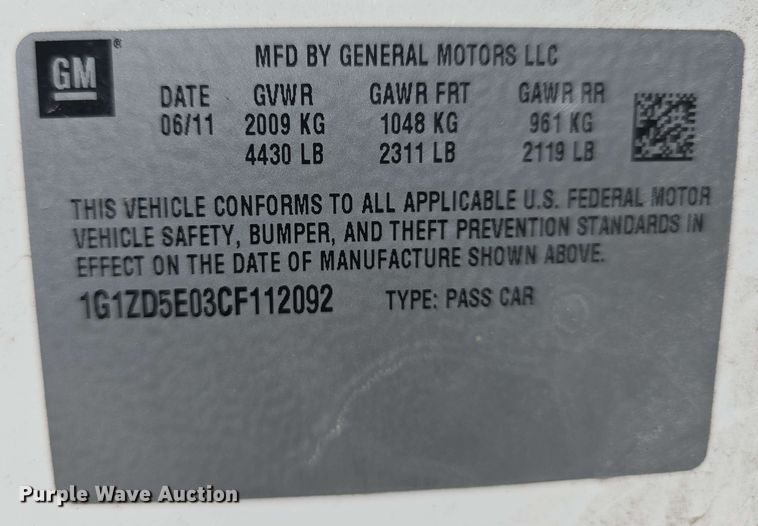 GM ®
MFD BY GENERAL MOTORS LLC
DATE GVWR GAWR FRT GAWR RR
06/11 2009 KG 1048 KG 961 KG
4430 LB 2311 LB 2119 LB
THIS VEHICLE CONFORMS TO ALL APPLICABLE U.S. FEDERAL MOTOR
VEHICLE SAFETY, BUMPER, AND THEFT PREVENTION STANDARDS IN
EFFECT ON THE DATE OF MANUFACTURE SHOWN ABOVE.
1G1ZD5E03CF112092 TYPE: PASS CAR
Purple Wave Auction